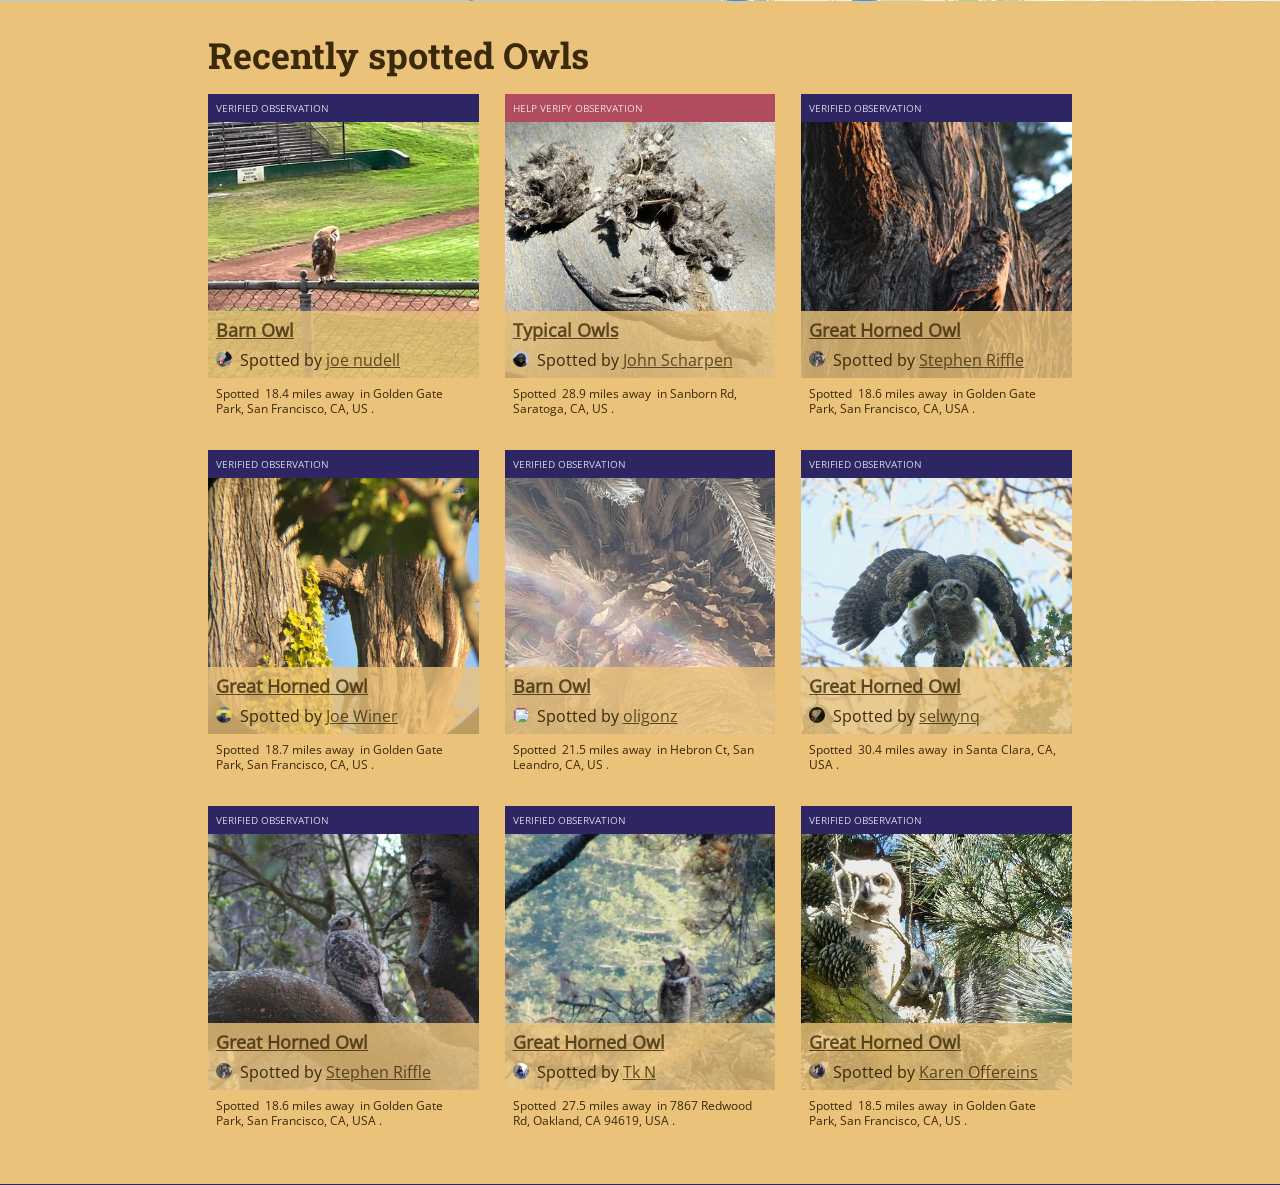 Recently spotted Owls
VERIFIED OBSERVATION
Barn Owl
Spotted by joe nudell
Spotted 18.4 miles away in Golden Gate
Park, San Francisco, CA, US .
HELP VERIFY OBSERVATION
Typical Owls
Spotted by John Scharpen
Spotted 28.9 miles away in Sanborn Rd,
Saratoga, CA, US .
VERIFIED OBSERVATION
Great Horned Owl
Spotted by Stephen Riffle
Spotted 18.6 miles away in Golden Gate
Park, San Francisco, CA, USA .
VERIFIED OBSERVATION
Great Horned Owl
Spotted by Joe Winer
Spotted 18.7 miles away in Golden Gate
Park, San Francisco, CA, US .
VERIFIED OBSERVATION
Barn Owl
Spotted by oligonz
Spotted 21.5 miles away in Hebron Ct, San
Leandro, CA, US .
VERIFIED OBSERVATION
Great Horned Owl
Spotted by selwynq
Spotted 30.4 miles away in Santa Clara, CA,
USA .
VERIFIED OBSERVATION
Great Horned Owl
Spotted by Stephen Riffle
Spotted 18.6 miles away in Golden Gate
Park, San Francisco, CA, USA .
VERIFIED OBSERVATION
Great Horned Owl
Spotted by Tk N
Spotted 27.5 miles away in 7867 Redwood
Rd, Oakland, CA 94619, USA .
VERIFIED OBSERVATION
Great Horned Owl
Spotted by Karen Offereins
Spotted 18.5 miles away in Golden Gate
Park, San Francisco, CA, US .